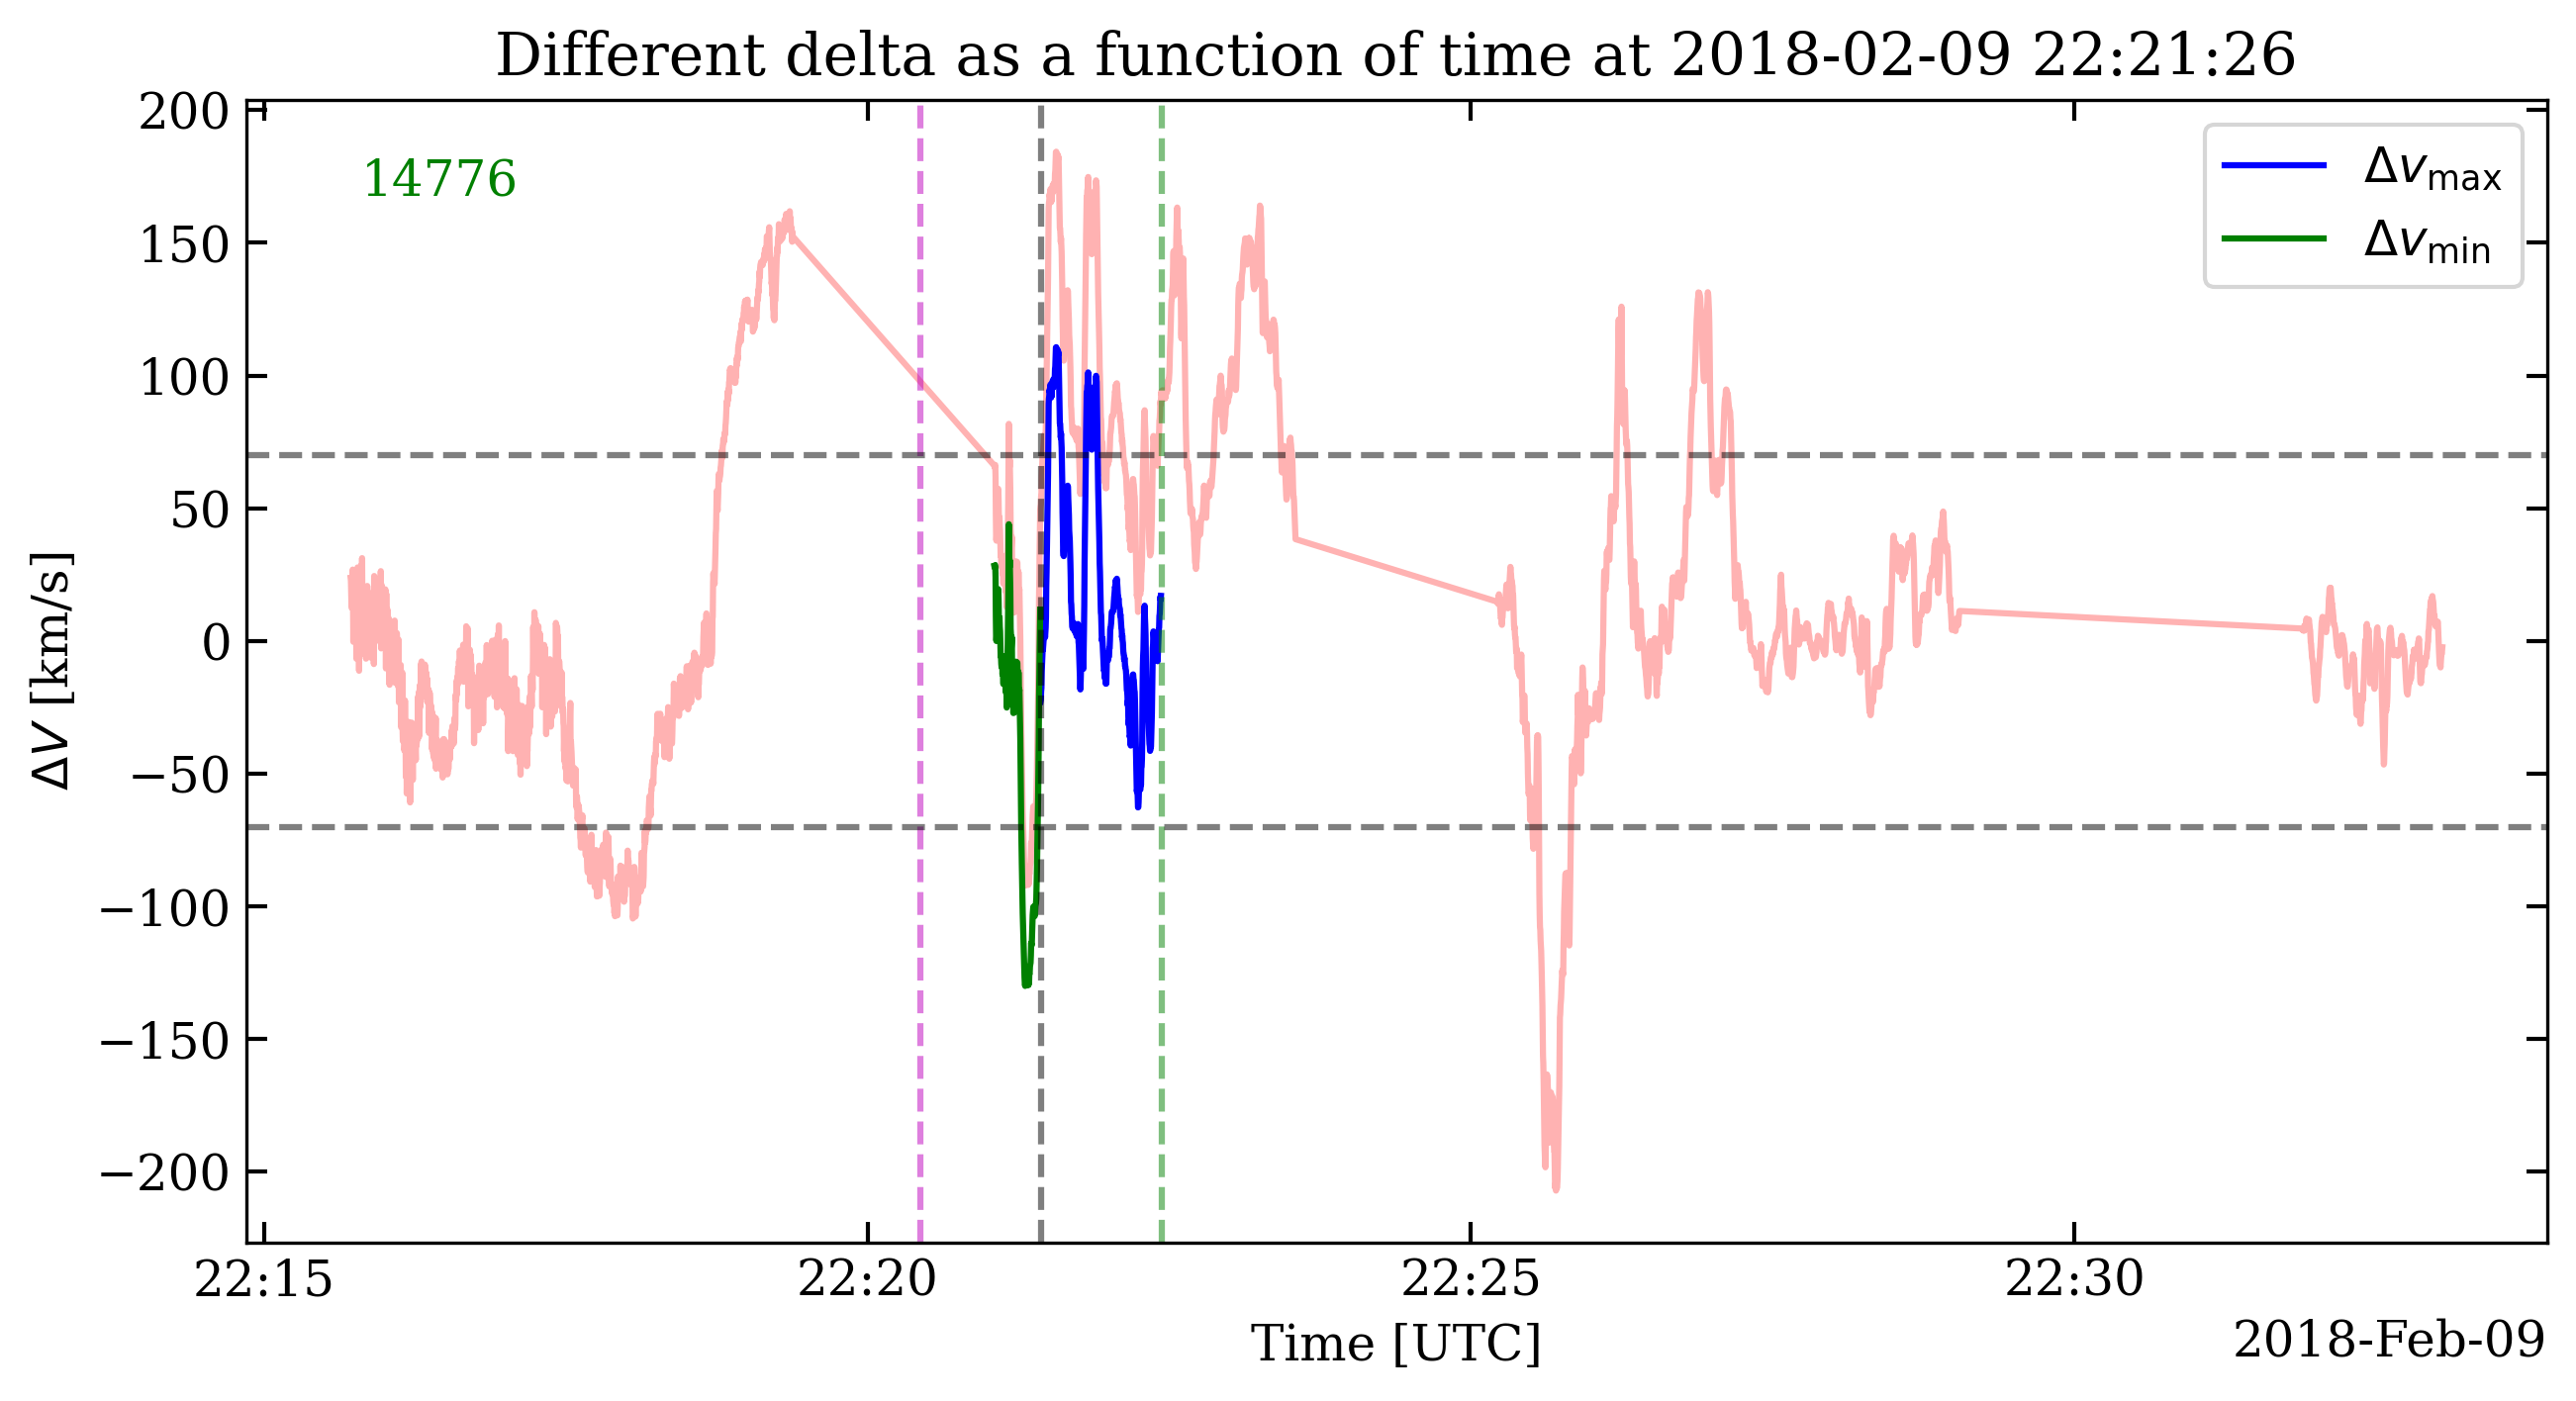 Different delta as a function of time at 2018-02-09 22:21:26
14776
Δv_max
Δv_min
200
150
100
50
0
−50
−100
−150
−200
ΔV [km/s]
22:15
22:20
22:25
22:30
Time [UTC]
2018-Feb-09